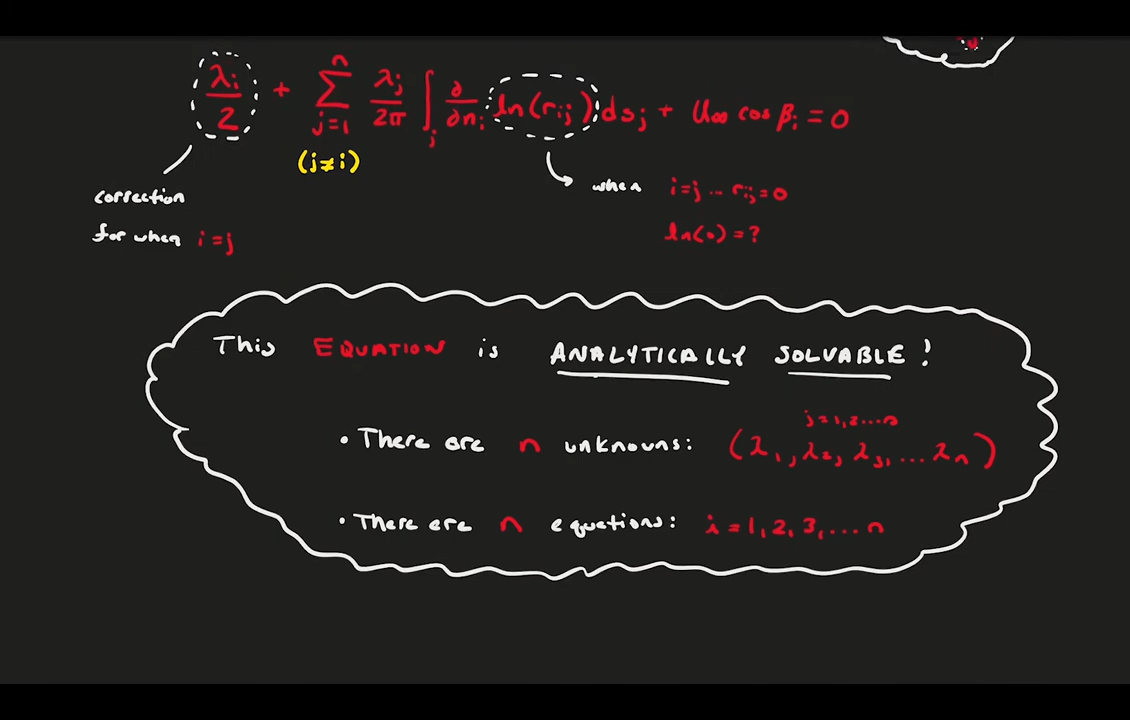 λi/2 + Σ j=1 n (j≠i) λj/2π ∫j ∂/∂ni ln(rij) dsj + U∞ cos βi = 0
(j≠i)
correction
for when i=j
when i=j ... rij=0
ln(0) = ?
This EQUATION is ANALYTICALLY SOLVABLE!
j=1,2...n
• There are n unknowns: (λ1, λ2, λ3, ... λn)
• There are n equations: i = 1, 2, 3, ... n